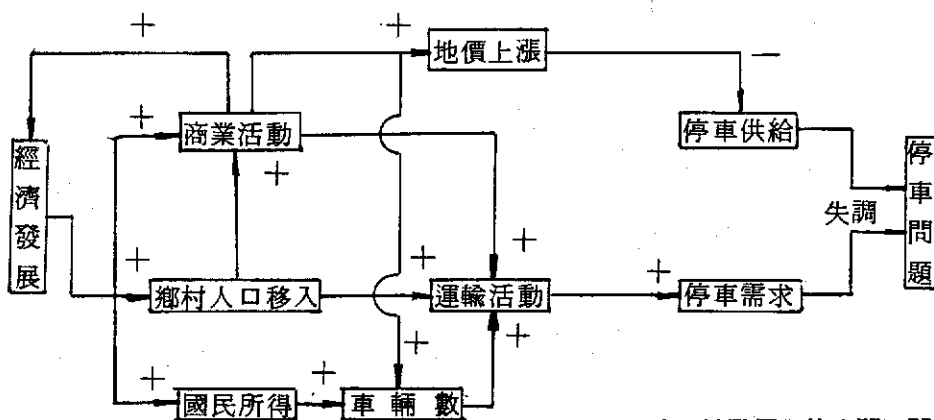 地價上漲
商業活動
停車供給
經濟發展
停車問題
失調
鄉村人口移入
運輸活動
停車需求
國民所得
車輛數
+
+
+
−
+
+
+
+
+
+
+
+
+